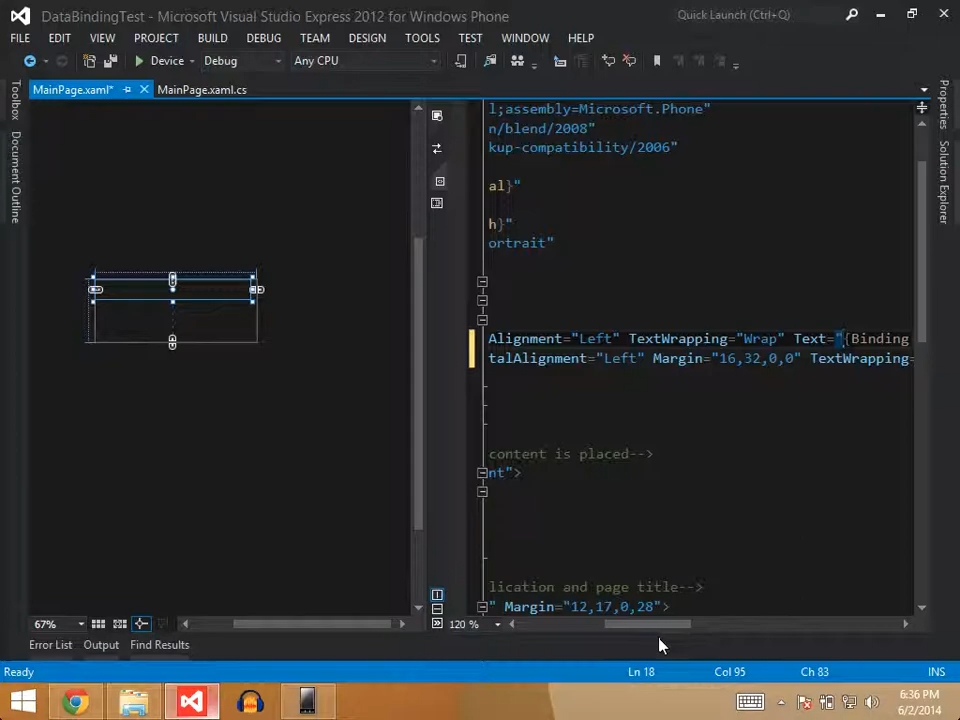 DataBindingTest - Microsoft Visual Studio Express 2012 for Windows Phone
Quick Launch (Ctrl+Q)
FILE EDIT VIEW PROJECT BUILD DEBUG TEAM DESIGN TOOLS TEST WINDOW HELP
Device Debug Any CPU
MainPage.xaml* MainPage.xaml.cs
Toolbox
Document Outline
Properties
Solution Explorer
l;assembly=Microsoft.Phone"
n/blend/2008"
kup-compatibility/2006"
al}"
h}"
ortrait"
Alignment="Left" TextWrapping="Wrap" Text="{Binding
talAlignment="Left" Margin="16,32,0,0" TextWrapping=
content is placed-->
nt">
lication and page title-->
" Margin="12,17,0,28">
67%
120 %
Error List Output Find Results
Ready Ln 18 Col 95 Ch 83 INS
6:36 PM
6/2/2014